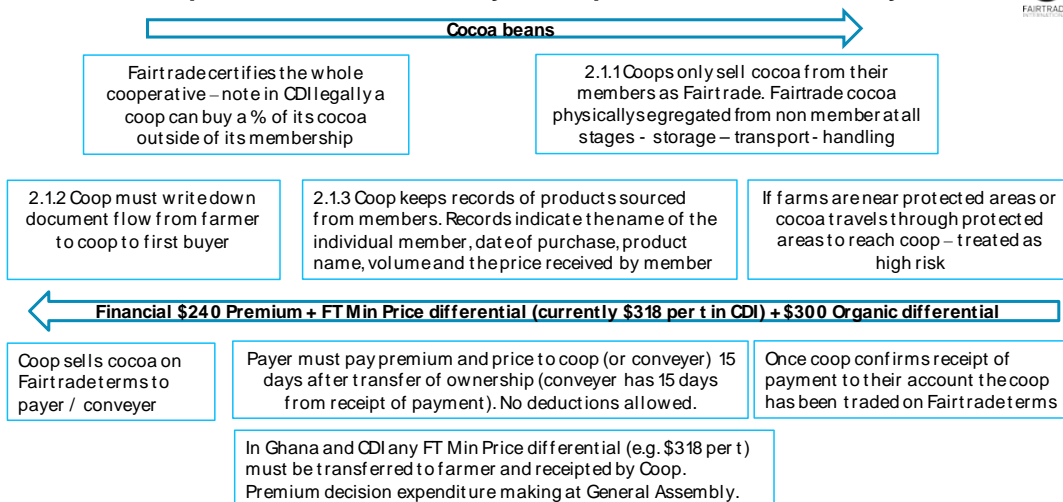 FAIRTRAD
INTERNATION
Cocoa beans
Fairtrade certifies the whole
cooperative – note in CDI legally a
coop can buy a % of its cocoa
outside of its membership
2.1.1 Coops only sell cocoa from their
members as Fairtrade. Fairtrade cocoa
physically segregated from non member at all
stages - storage – transport - handling
2.1.2 Coop must write down
document flow from farmer
to coop to first buyer
2.1.3 Coop keeps records of products sourced
from members. Records indicate the name of the
individual member, date of purchase, product
name, volume and the price received by member
If farms are near protected areas or
cocoa travels through protected
areas to reach coop – treated as
high risk
Financial $240 Premium + FT Min Price differential (currently $318 per t in CDI) + $300 Organic differential
Coop sells cocoa on
Fairtrade terms to
payer / conveyer
Payer must pay premium and price to coop (or conveyer) 15
days after transfer of ownership (conveyer has 15 days
from receipt of payment). No deductions allowed.
Once coop confirms receipt of
payment to their account the coop
has been traded on Fairtrade terms
In Ghana and CDI any FT Min Price differential (e.g. $318 per t)
must be transferred to farmer and receipted by Coop.
Premium decision expenditure making at General Assembly.